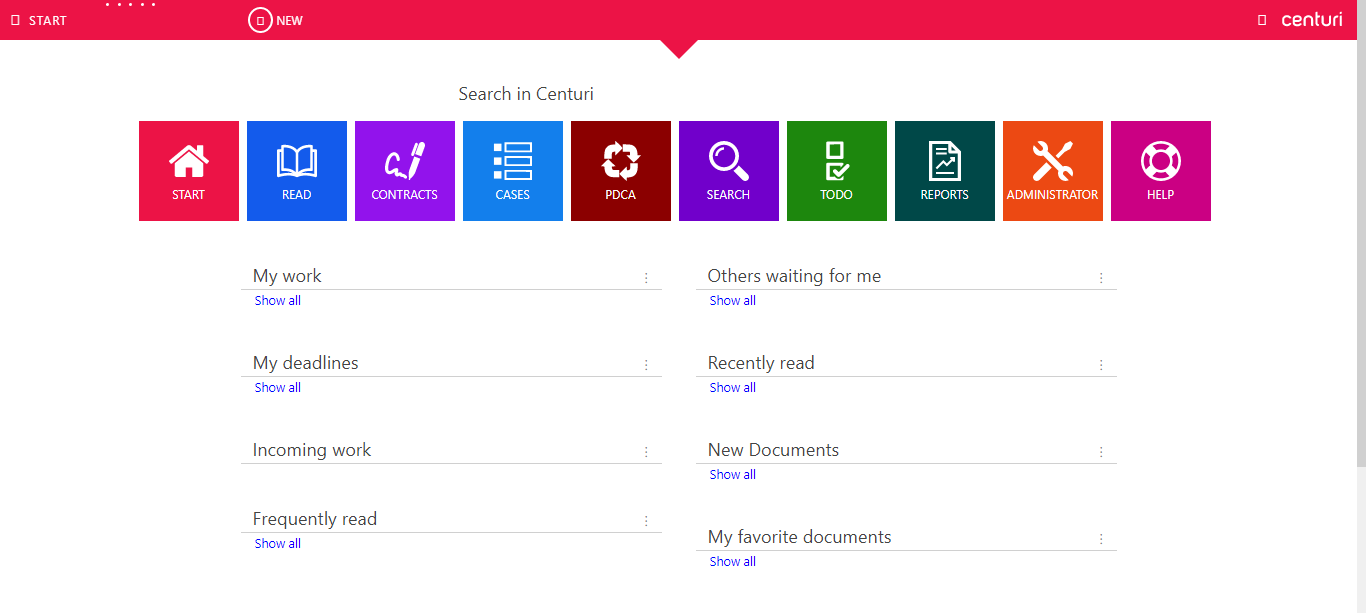 START
NEW
centuri
Search in Centuri
START
READ
CONTRACTS
CASES
PDCA
SEARCH
TODO
REPORTS
ADMINISTRATOR
HELP
My work
Show all
Others waiting for me
Show all
My deadlines
Show all
Recently read
Show all
Incoming work
New Documents
Show all
Frequently read
Show all
My favorite documents
Show all